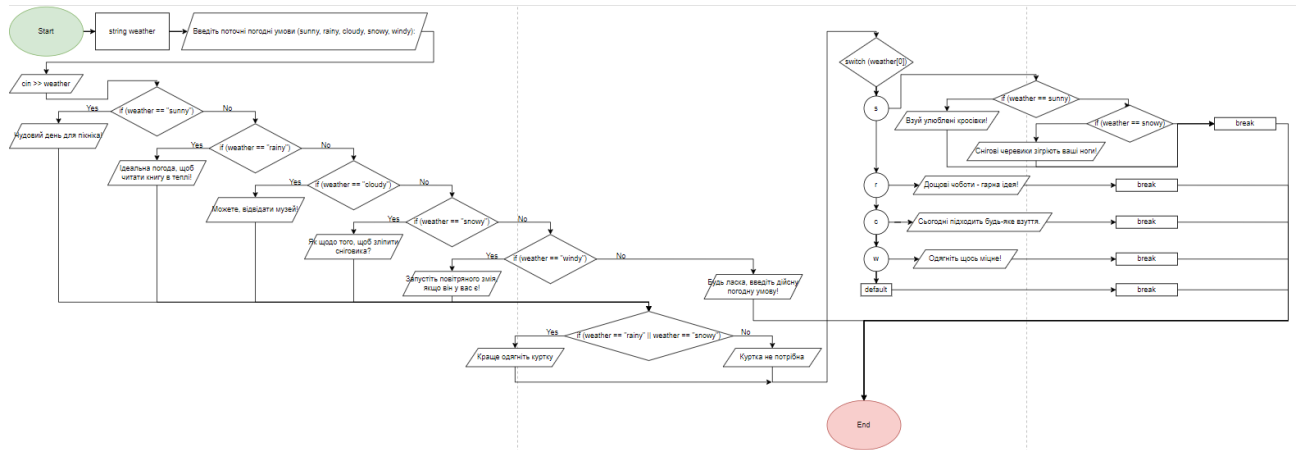 Start
string weather
Введіть поточні погодні умови (sunny, rainy, cloudy, snowy, windy):
cin >> weather
Yes
if (weather == "sunny")
No
Чудовий день для пікніка!
Yes
if (weather == "rainy")
No
Ідеальна погода, щоб
читати книгу в теплі!
Yes
if (weather == "cloudy")
No
Можете, відвідати музей!
Yes
if (weather == "snowy")
No
Як щодо того, щоб зліпити
сніговика?
Yes
if (weather == "windy")
No
Запустіть повітряного змія,
якщо він у вас є!
Будь ласка, введіть дійсну
погодну умову!
Yes
if (weather == "rainy" || weather == "snowy")
No
Краще одягніть куртку
Куртка не потрібна
switch (weather[0])
s
if (weather == sunny)
Взуй улюблені кросівки!
if (weather == snowy)
Снігові черевики зігріють ваші ноги!
break
r
Дощові чоботи - гарна ідея!
break
c
Сьогодні підходить будь-яке взуття.
break
w
Одягніть щось міцне!
break
default
break
End